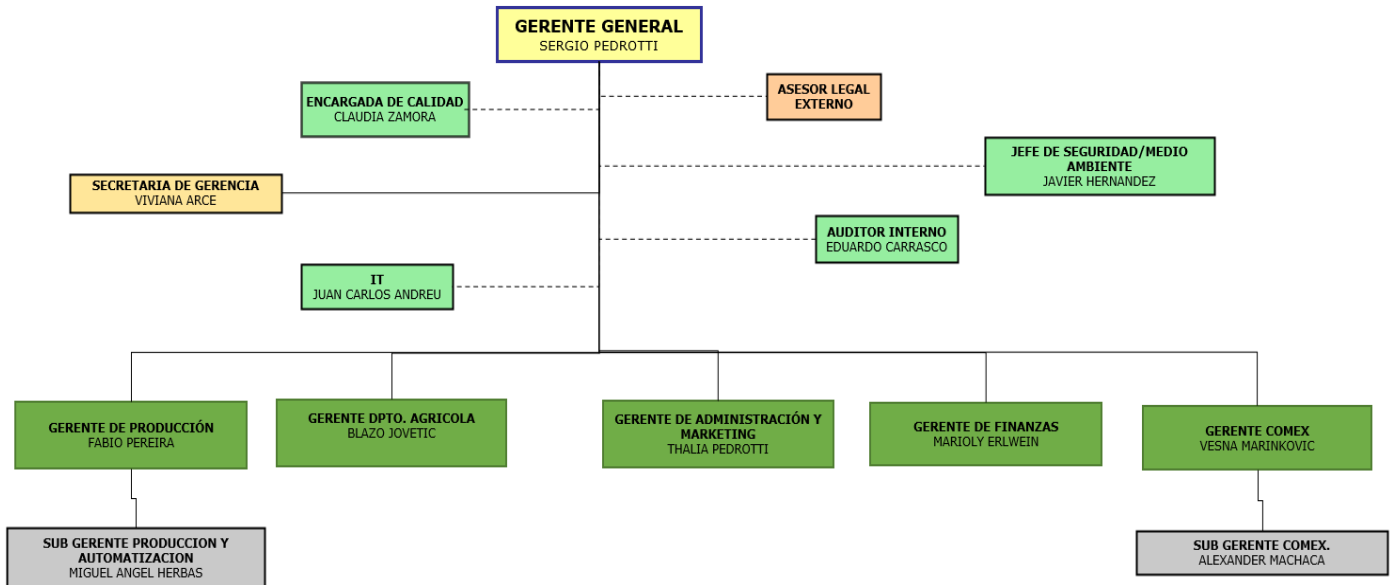 GERENTE GENERAL
SERGIO PEDROTTI
ENCARGADA DE CALIDAD
CLAUDIA ZAMORA
ASESOR LEGAL
EXTERNO
JEFE DE SEGURIDAD/MEDIO
AMBIENTE
JAVIER HERNANDEZ
SECRETARIA DE GERENCIA
VIVIANA ARCE
AUDITOR INTERNO
EDUARDO CARRASCO
IT
JUAN CARLOS ANDREU
GERENTE DE PRODUCCIÓN
FABIO PEREIRA
GERENTE DPTO. AGRICOLA
BLAZO JOVETIC
GERENTE DE ADMINISTRACIÓN Y
MARKETING
THALIA PEDROTTI
GERENTE DE FINANZAS
MARIOLY ERLWEIN
GERENTE COMEX
VESNA MARINKOVIC
SUB GERENTE PRODUCCION Y
AUTOMATIZACION
MIGUEL ANGEL HERBAS
SUB GERENTE COMEX.
ALEXANDER MACHACA